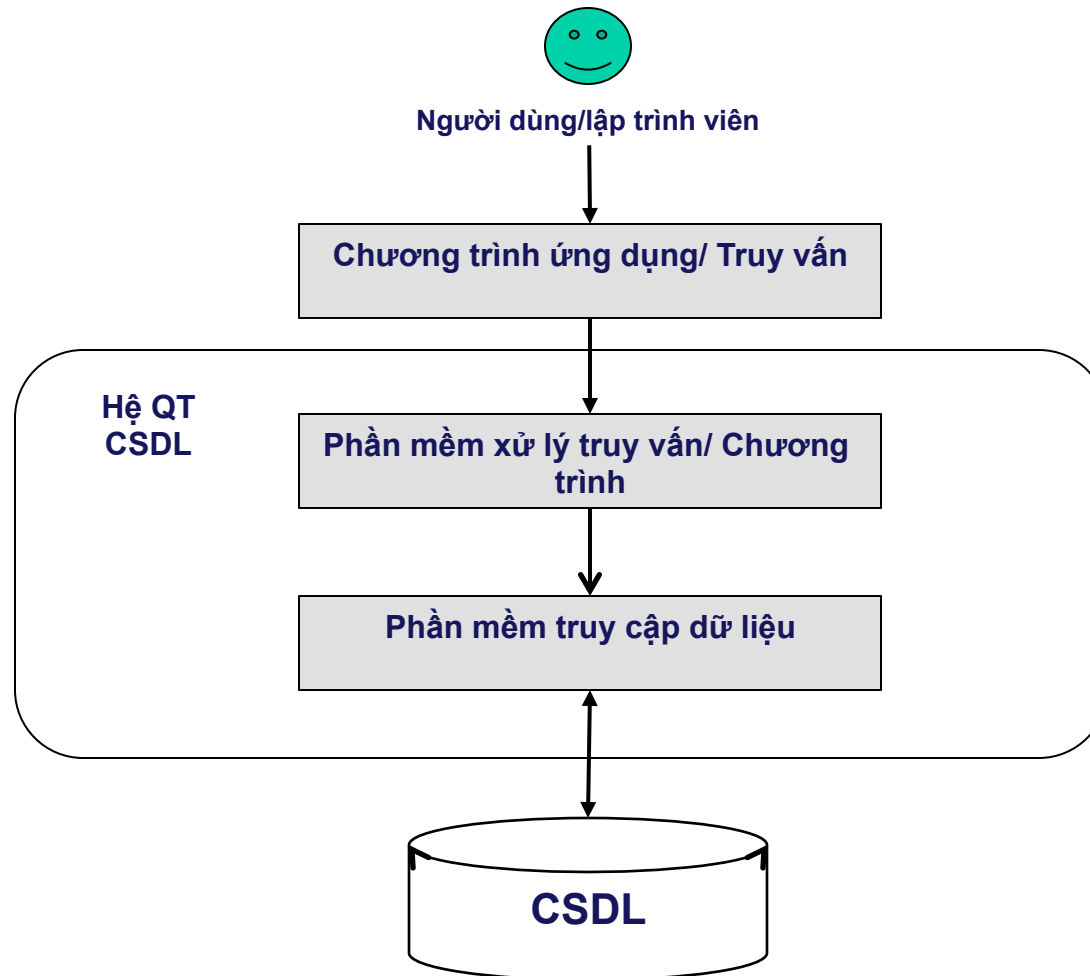 Người dùng/lập trình viên
Chương trình ứng dụng/ Truy vấn
Hệ QT
CSDL
Phần mềm xử lý truy vấn/ Chương
trình
Phần mềm truy cập dữ liệu
CSDL